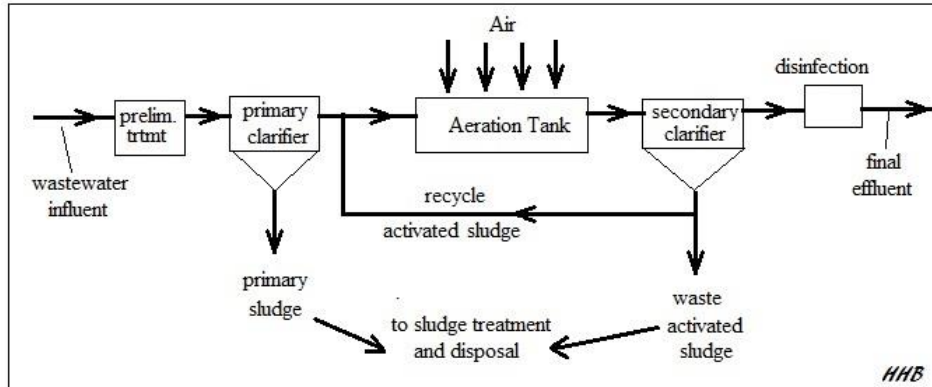 Air
disinfection
prelim.
trtmt
primary
clarifier
Aeration Tank
secondary
clarifier
wastewater
influent
final
effluent
recycle
activated sludge
primary
sludge
waste
activated
sludge
to sludge treatment
and disposal
HHB